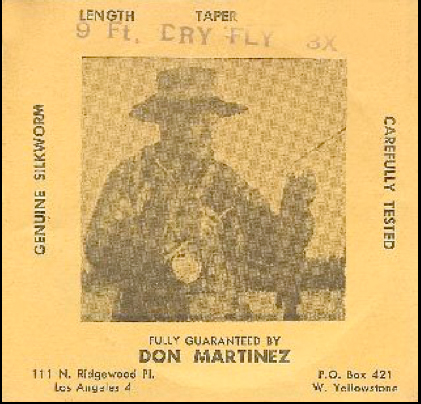 LENGTH TAPER
9 Ft. DRY FLY 3X
GENUINE SILKWORM
CAREFULLY TESTED
FULLY GUARANTEED BY
DON MARTINEZ
111 N. Ridgewood Pl.
Los Angeles 4
P.O. Box 421
W. Yellowstone